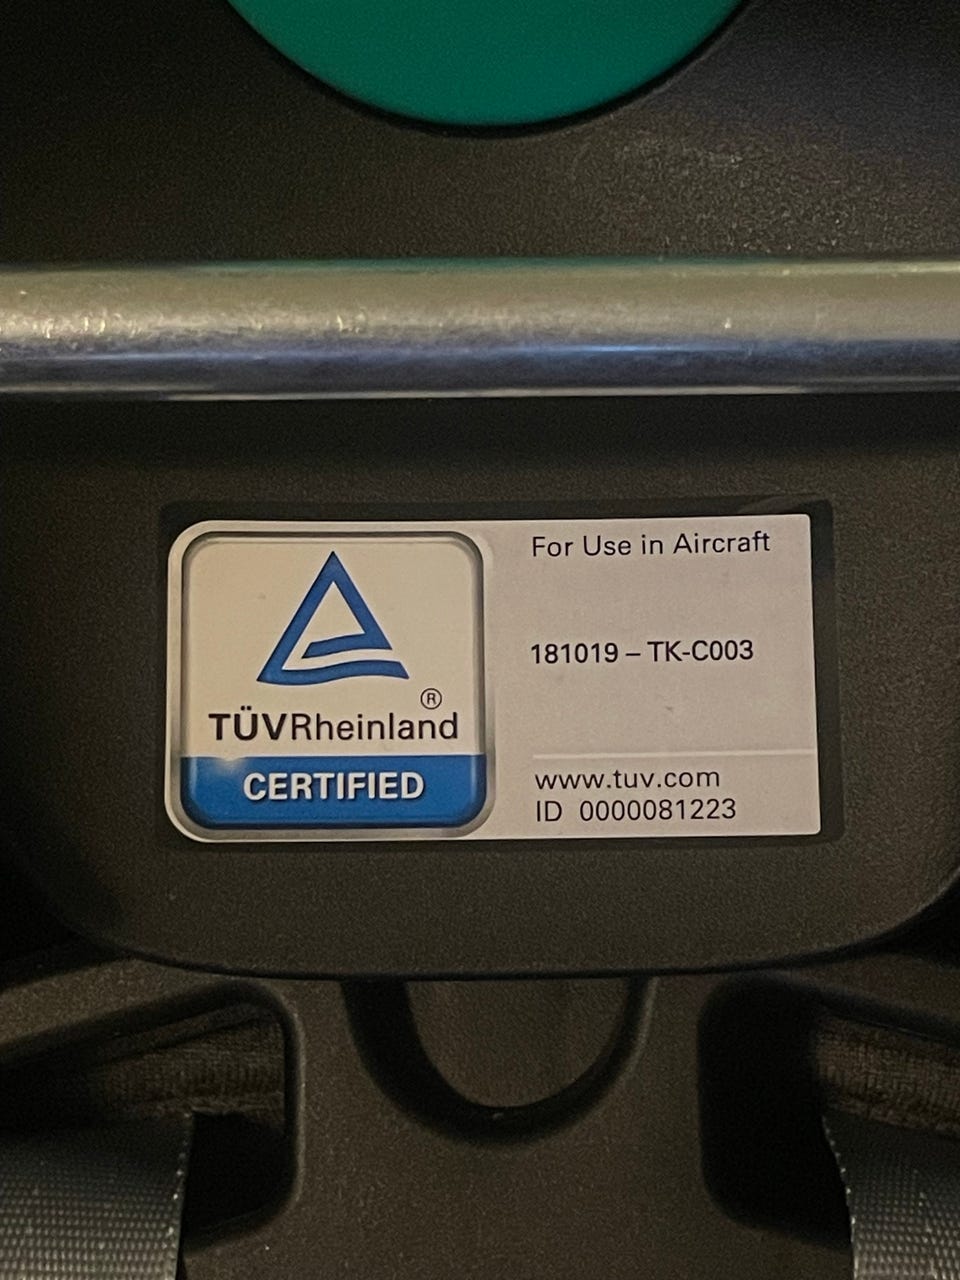 For Use in Aircraft
181019 – TK-C003
®
TÜVRheinland
CERTIFIED
www.tuv.com
ID 0000081223